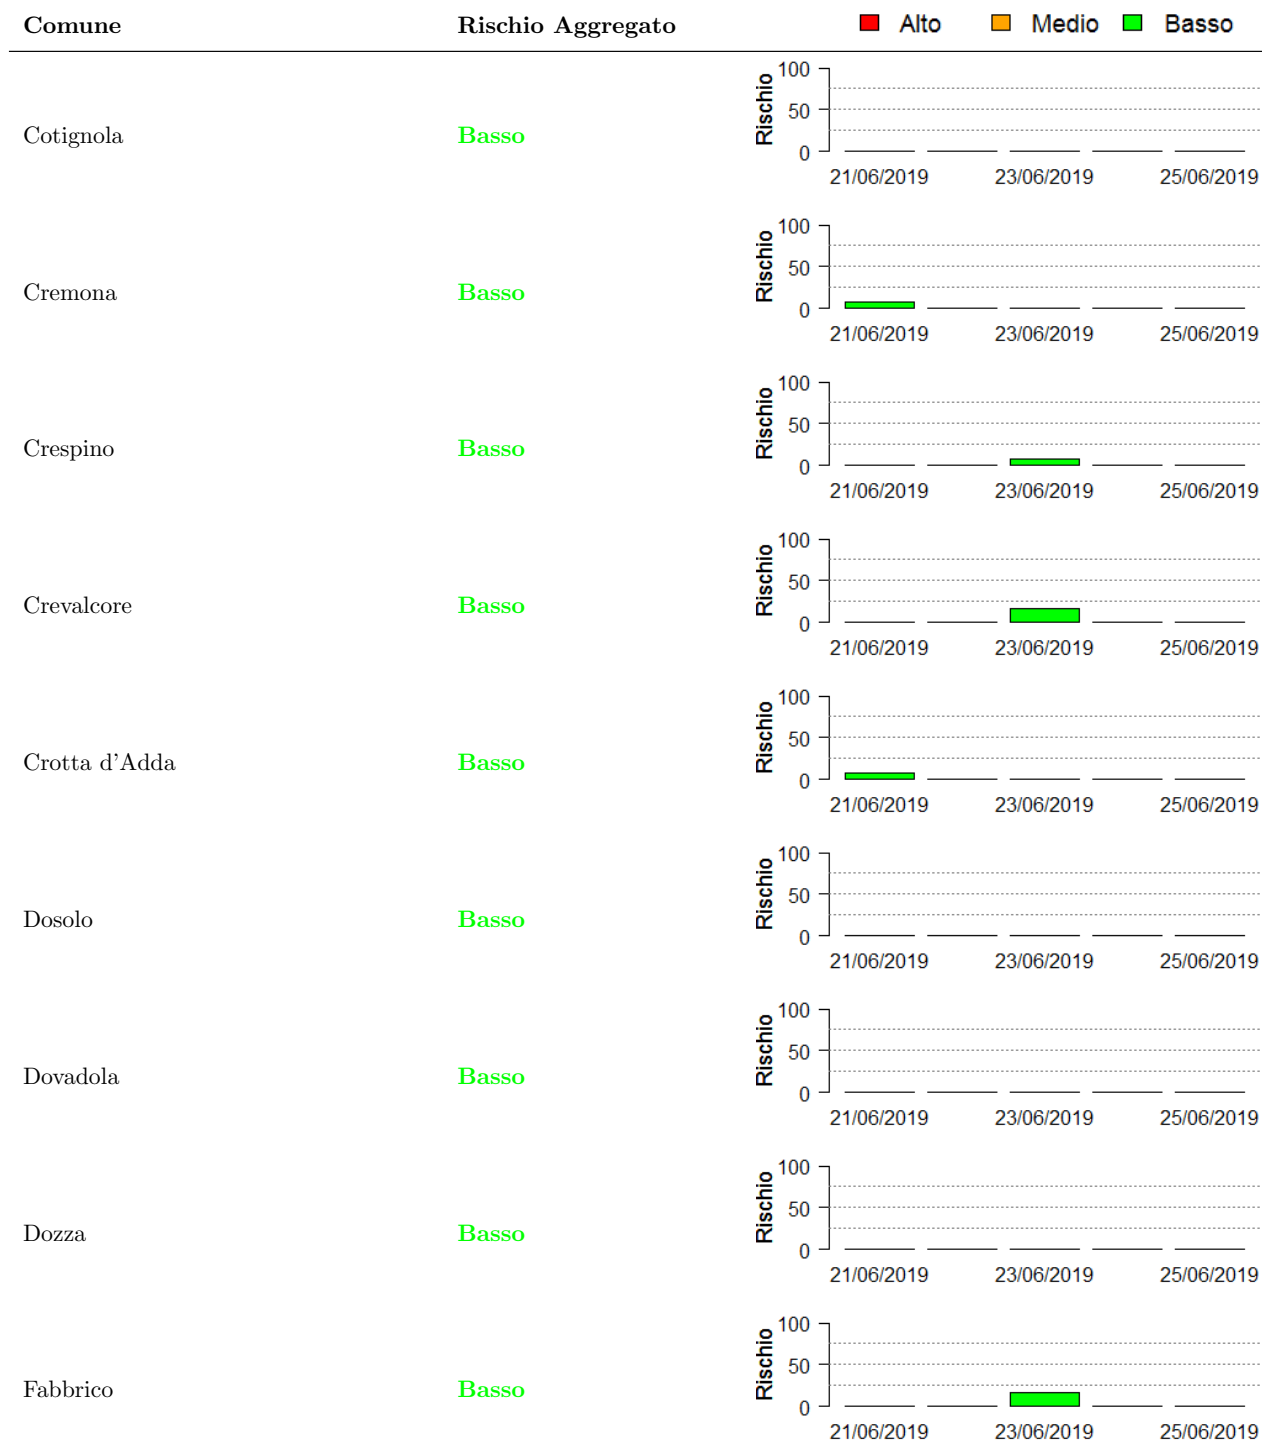 Comune Rischio Aggregato Alto Medio Basso
Cotignola Basso Rischio 100 50 0
21/06/2019 23/06/2019 25/06/2019
Cremona Basso Rischio 100 50 0
21/06/2019 23/06/2019 25/06/2019
Crespino Basso Rischio 100 50 0
21/06/2019 23/06/2019 25/06/2019
Crevalcore Basso Rischio 100 50 0
21/06/2019 23/06/2019 25/06/2019
Crotta d'Adda Basso Rischio 100 50 0
21/06/2019 23/06/2019 25/06/2019
Dosolo Basso Rischio 100 50 0
21/06/2019 23/06/2019 25/06/2019
Dovadola Basso Rischio 100 50 0
21/06/2019 23/06/2019 25/06/2019
Dozza Basso Rischio 100 50 0
21/06/2019 23/06/2019 25/06/2019
Fabbrico Basso Rischio 100 50 0
21/06/2019 23/06/2019 25/06/2019